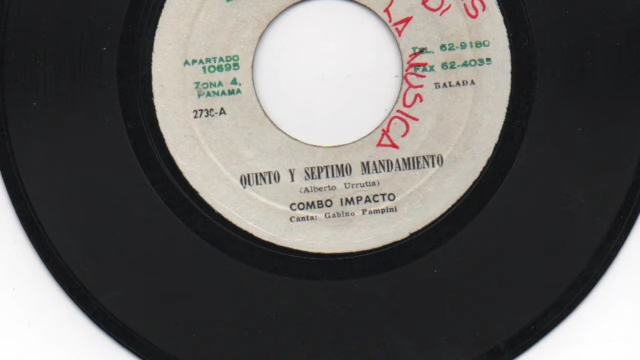 APARTADO
10695
ZONA 4,
PANAMA
2730-A
TEL. 62-9180
FAX 62-4035
BALADA
LA MUSICA
QUINTO Y SEPTIMO MANDAMIENTO
(Alberto Urrutia)
COMBO IMPACTO
Canta: Gabino Pampini